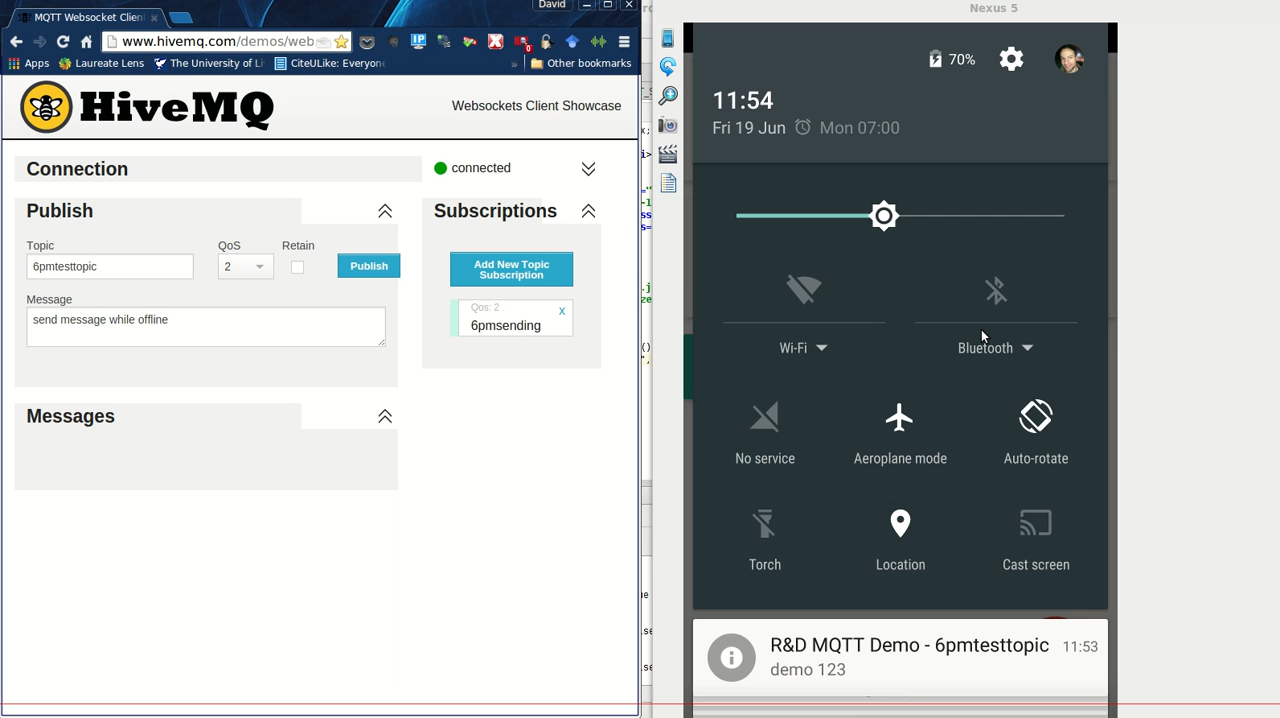 David
MQTT Websocket Clien
www.hivemq.com/demos/web
IP
0
Apps
Laureate Lens
The University of Li
CiteULike: Everyon
»
Other bookmarks
HiveMQ
Websockets Client Showcase
Connection
connected
Publish
Subscriptions
Topic
QoS
Retain
6pmtesttopic
2
Publish
Add New Topic
Subscription
Message
send message while offline
Qos: 2
x
6pmsending
Messages
Nexus 5
70%
11:54
Fri 19 Jun
Mon 07:00
Wi-Fi
Bluetooth
No service
Aeroplane mode
Auto-rotate
Torch
Location
Cast screen
R&D MQTT Demo - 6pmtesttopic
11:53
demo 123